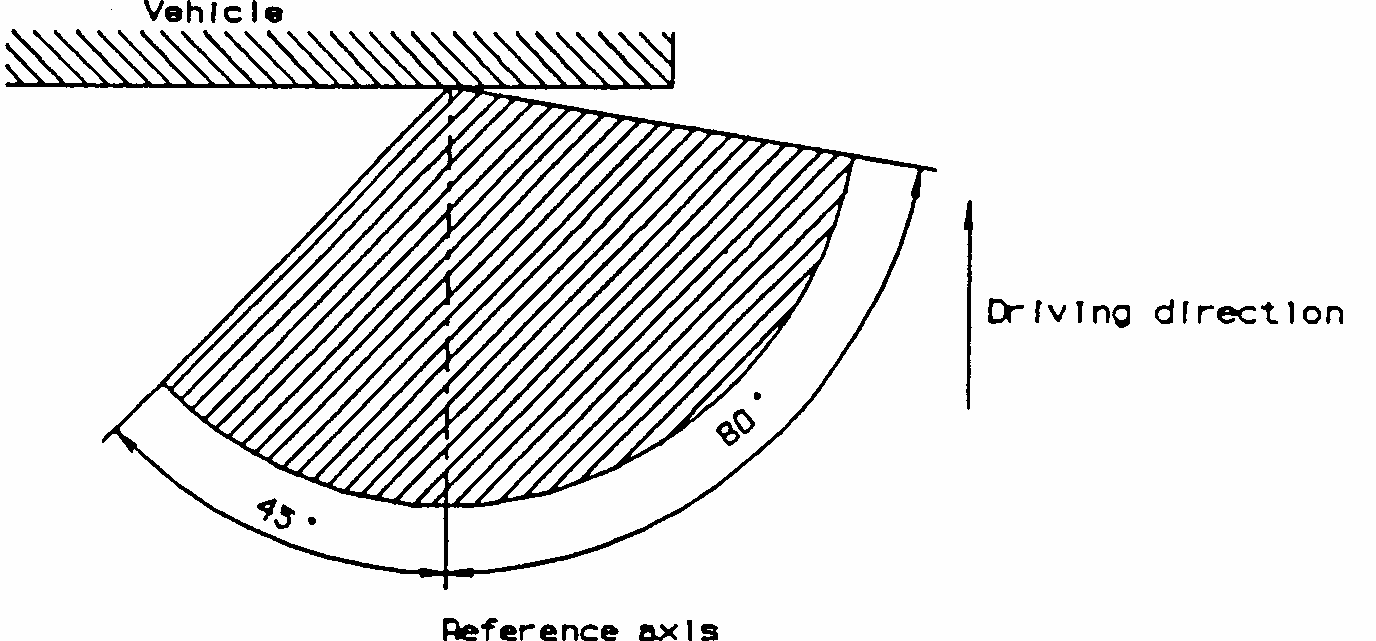 Vehicle
Driving direction
80°
45°
Reference axis